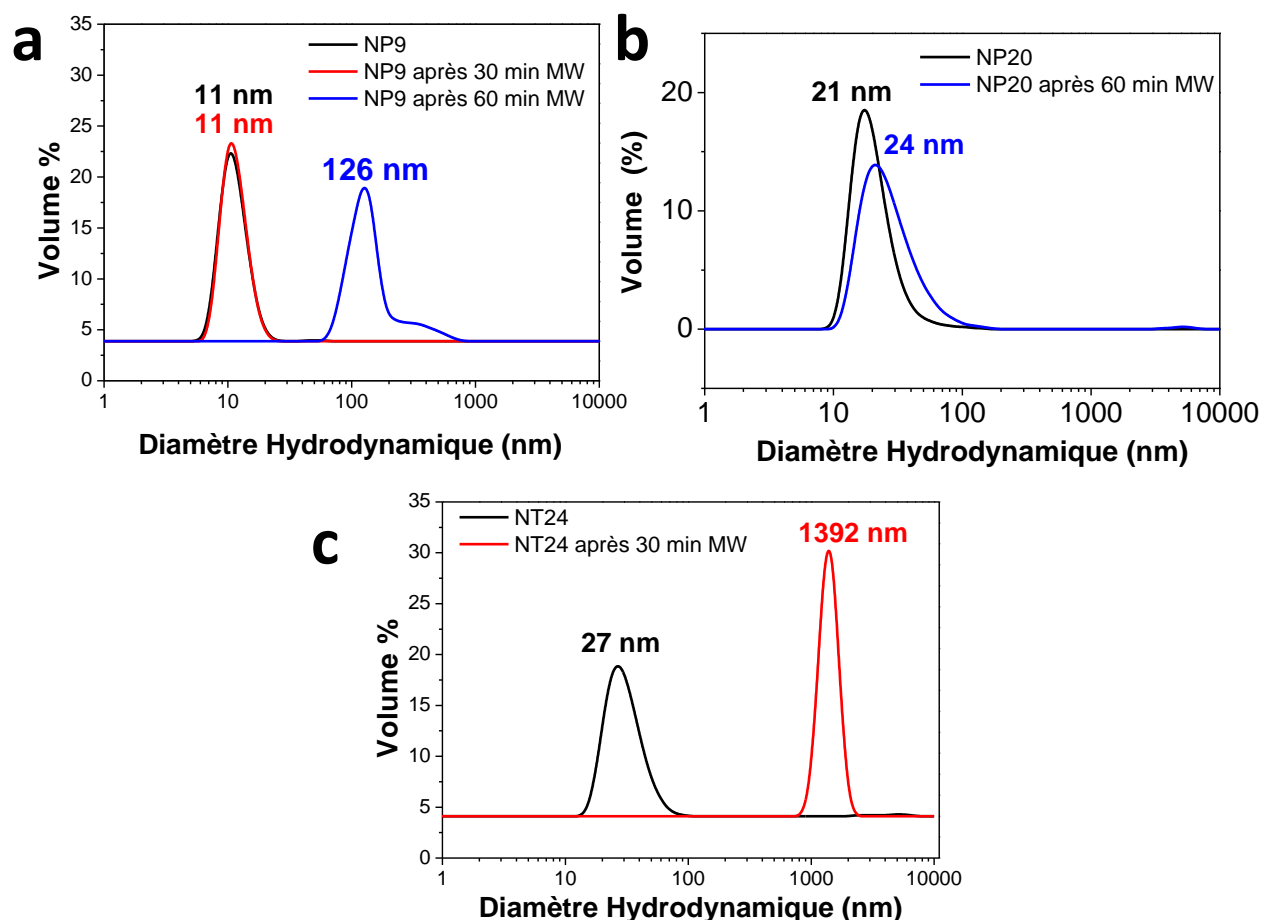 a
35
30
25
20
15
10
5
0
Volume %
NP9
NP9 après 30 min MW
NP9 après 60 min MW
11 nm
11 nm
126 nm
1
10
100
1000
10000
Diamètre Hydrodynamique (nm)
b
20
10
0
Volume (%)
NP20
NP20 après 60 min MW
21 nm
24 nm
1
10
100
1000
10000
Diamètre Hydrodynamique (nm)
c
35
30
25
20
15
10
5
0
Volume %
NT24
NT24 après 30 min MW
1392 nm
27 nm
1
10
100
1000
10000
Diamètre Hydrodynamique (nm)